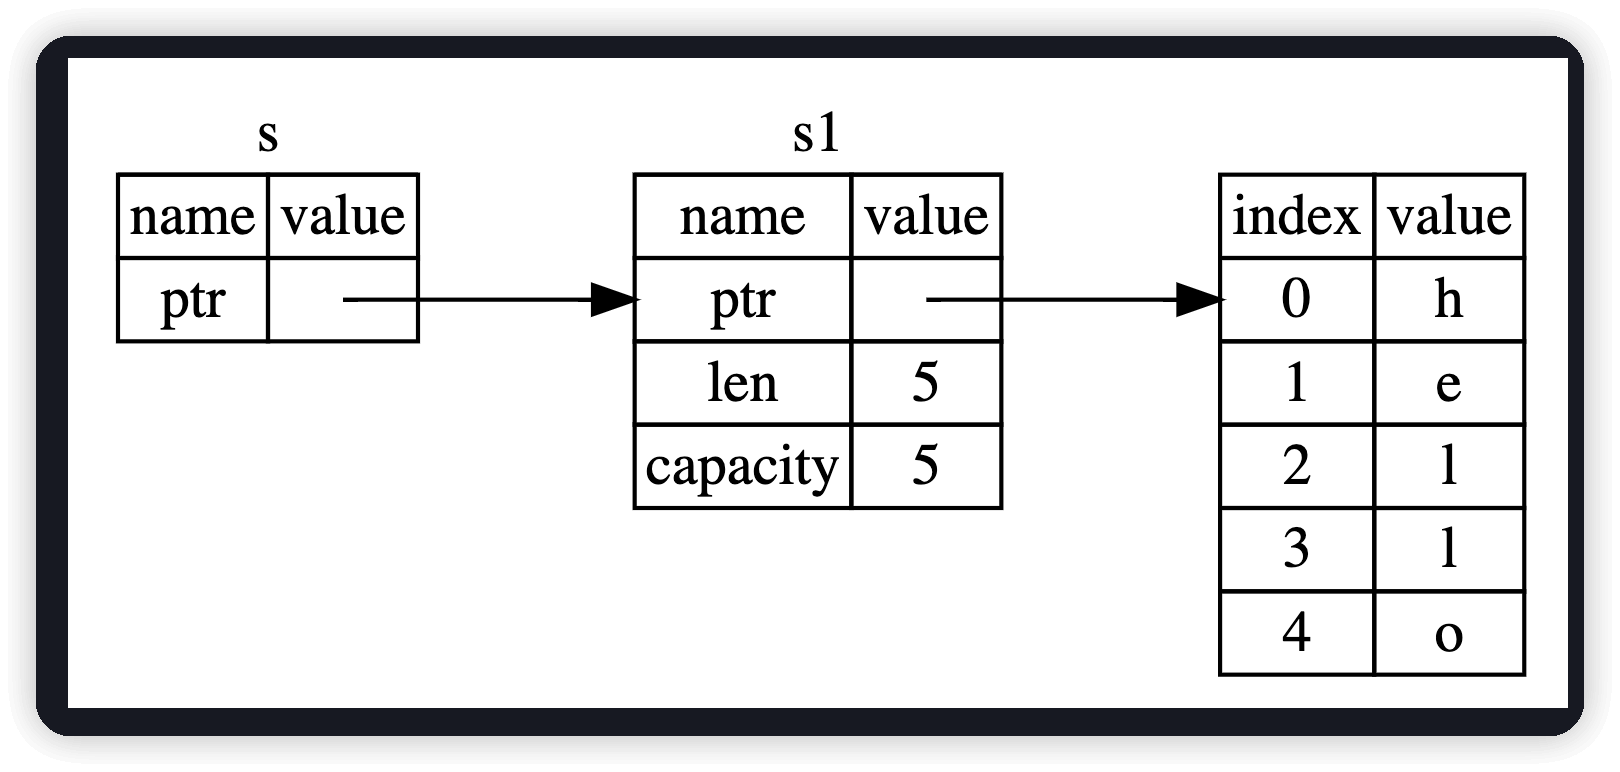 s
name value
ptr
s1
name value
ptr
len 5
capacity 5
index value
0 h
1 e
2 l
3 l
4 o